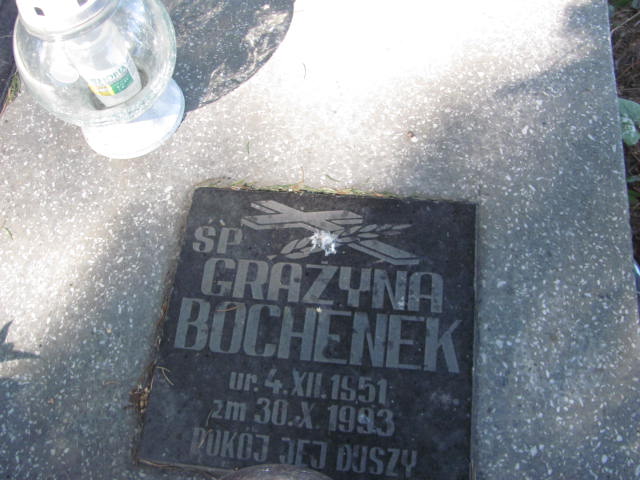 ŚP
GRAŻYNA
BOCHENEK
ur. 4.XII.1951
zm 30.X.1993
POKÓJ JEJ DUSZY